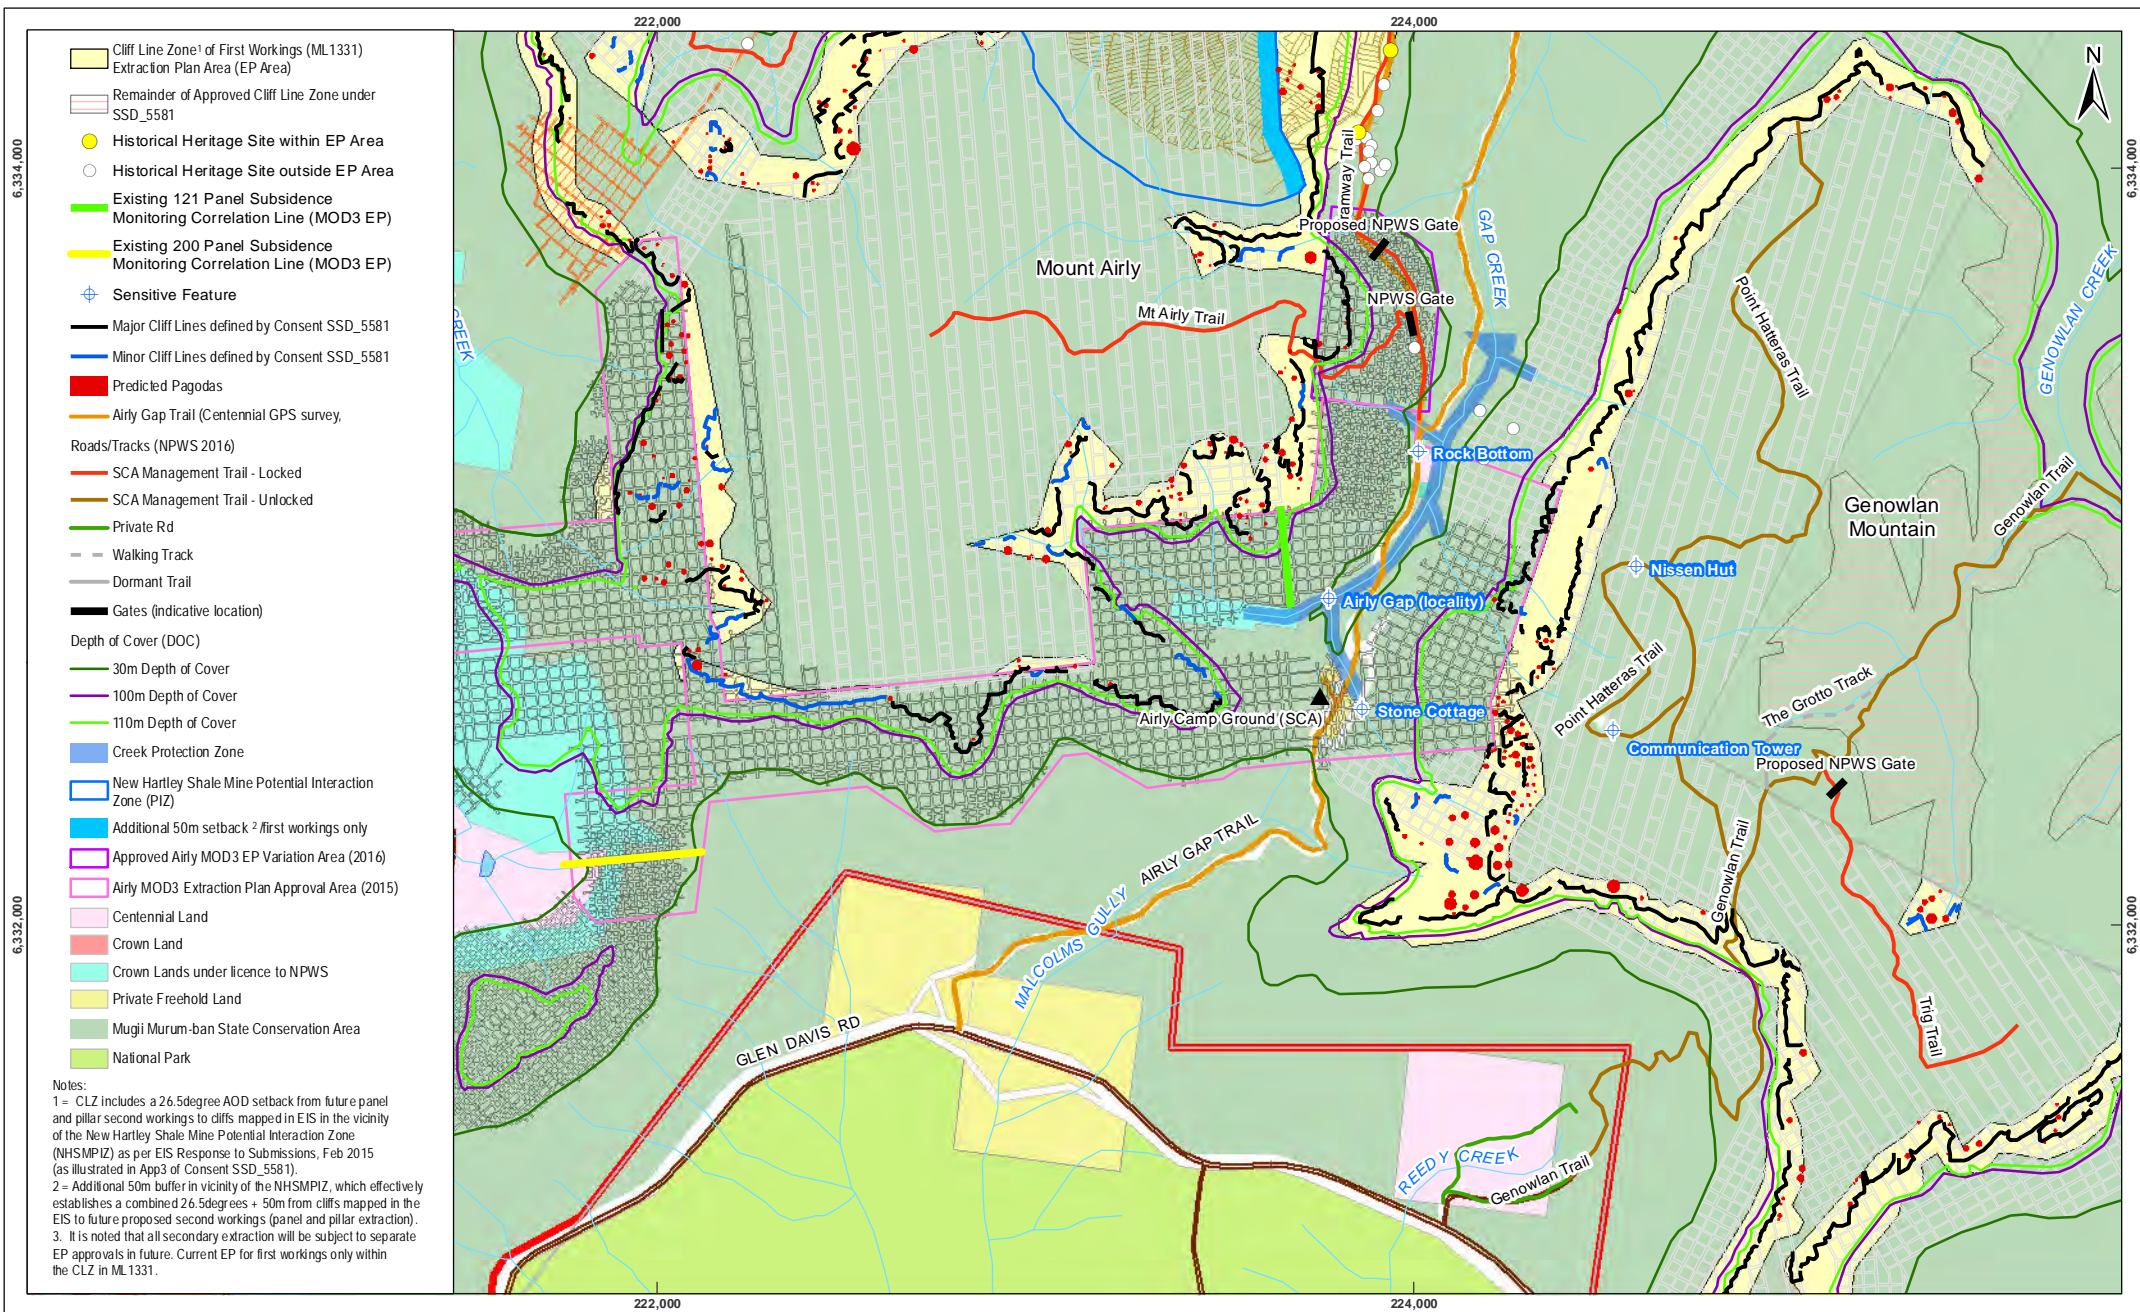 222,000
224,000
Cliff Line Zone¹ of First Workings (ML1331)
Extraction Plan Area (EP Area)
Remainder of Approved Cliff Line Zone under
SSD_5581
Historical Heritage Site within EP Area
Historical Heritage Site outside EP Area
Existing 121 Panel Subsidence
Monitoring Correlation Line (MOD3 EP)
Existing 200 Panel Subsidence
Monitoring Correlation Line (MOD3 EP)
Sensitive Feature
Major Cliff Lines defined by Consent SSD_5581
Minor Cliff Lines defined by Consent SSD_5581
Predicted Pagodas
Airly Gap Trail (Centennial GPS survey,
Roads/Tracks (NPWS 2016)
SCA Management Trail - Locked
SCA Management Trail - Unlocked
Private Rd
Walking Track
Dormant Trail
Gates (indicative location)
Depth of Cover (DOC)
30m Depth of Cover
100m Depth of Cover
110m Depth of Cover
Creek Protection Zone
New Hartley Shale Mine Potential Interaction
Zone (PIZ)
Additional 50m setback ² /first workings only
Approved Airly MOD3 EP Variation Area (2016)
Airly MOD3 Extraction Plan Approval Area (2015)
Centennial Land
Crown Land
Crown Lands under licence to NPWS
Private Freehold Land
Mugii Murum-ban State Conservation Area
National Park
Notes:
1 = CLZ includes a 26.5degree AOD setback from future panel
and pillar second workings to cliffs mapped in EIS in the vicinity
of the New Hartley Shale Mine Potential Interaction Zone
(NHSMPIZ) as per EIS Response to Submissions, Feb 2015
(as illustrated in App3 of Consent SSD_5581).
2 = Additional 50m buffer in vicinity of the NHSMPIZ, which effectively
establishes a combined 26.5degrees + 50m from cliffs mapped in the
EIS to future proposed second workings (panel and pillar extraction).
3. It is noted that all secondary extraction will be subject to separate
EP approvals in future. Current EP for first workings only within
the CLZ in ML1331.
6,334,000
6,332,000
N
6,334,000
6,332,000
ramway Trail
Proposed NPWS Gate
GAP CREEK
Mount Airly
NPWS Gate
Mt Airly Trail
CREEK
Point Hatteras Trail
GENOWLAN CREEK
Rock Bottom
Genowlan Trail
Genowlan
Mountain
Nissen Hut
Airly Gap (locality)
Point Hatteras Trail
The Grotto Track
Airly Camp Ground (SCA)
Stone Cottage
Communication Tower
Proposed NPWS Gate
AIRLY GAP TRAIL
MALCOLMS GULLY
Genowlan Trail
GLEN DAVIS RD
Trig Trail
REEDY CREEK
Genowlan Trail
222,000
224,000